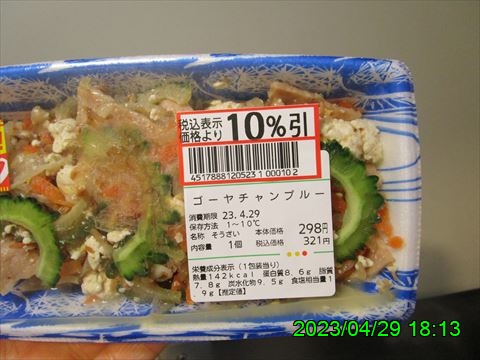 税込表示
価格より 10%引
4517888120523 1 00010 2
ゴーヤチャンプルー
消費期限 23.4.29
保存方法 1～10℃
名称 そうざい 本体価格 298円
内容量 1個 税込価格 321円
栄養成分表示(1包装当り)
熱量142kcal 蛋白質8.6g 脂質
7.8g 炭水化物9.5g 食塩相当量1.
9g【推定値】
2023/04/29 18:13